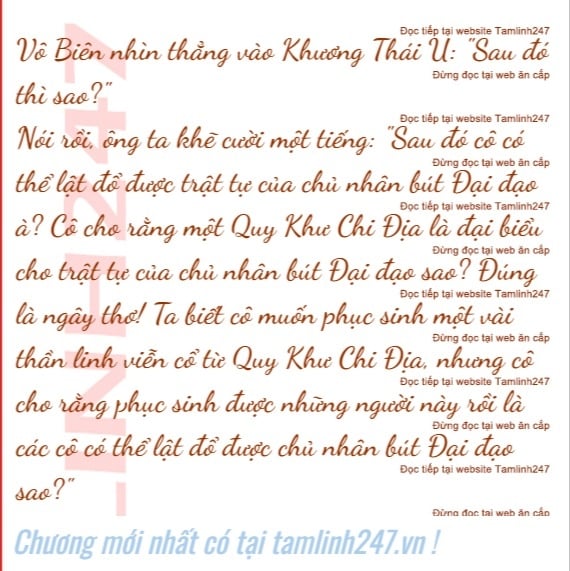 Đọc tiếp tại website Tamlinh247
Vô Biên nhìn thẳng vào Khương Thái U: "Sau đó
Đừng đọc tại web ăn cắp
thì sao?"
Đọc tiếp tại website Tamlinh247
Nói rồi, ông ta khẽ cười một tiếng: "Sau đó cô có
Đừng đọc tại web ăn cắp
thể lật đổ được trật tự của chủ nhân bút Đại đạo
Đọc tiếp tại website Tamlinh247
à? Cô cho rằng một Quy Khư Chi Địa là đại biểu
Đừng đọc tại web ăn cắp
cho trật tự của chủ nhân bút Đại đạo sao? Đúng
Đọc tiếp tại website Tamlinh247
là ngây thơ! Ta biết cô muốn phục sinh một vài
Đừng đọc tại web ăn cắp
thần linh viễn cổ từ Quy Khư Chi Địa, nhưng cô
Đọc tiếp tại website Tamlinh247
cho rằng phục sinh được những người này rồi là
Đừng đọc tại web ăn cắp
các cô có thể lật đổ được chủ nhân bút Đại đạo
Đọc tiếp tại website Tamlinh247
sao?"
Đừng đọc tại web ăn cắp
Chương mới nhất có tại tamlinh247.vn !
INH247